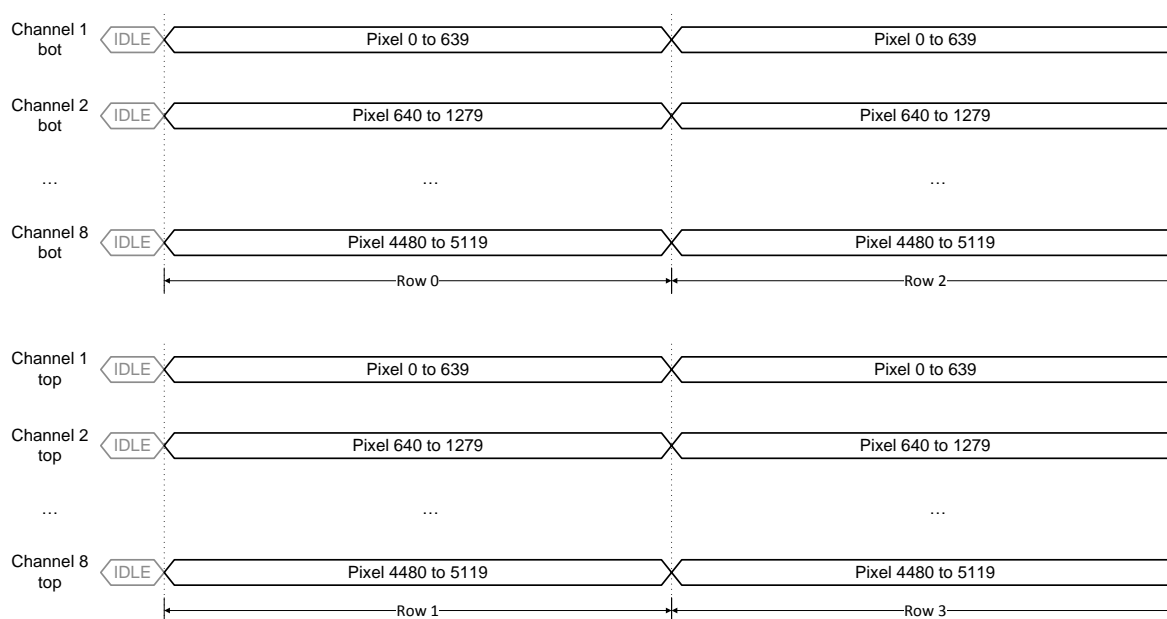 Channel 1
bot
IDLE
Pixel 0 to 639
Pixel 0 to 639
Channel 2
bot
IDLE
Pixel 640 to 1279
Pixel 640 to 1279
…
…
…
Channel 8
bot
IDLE
Pixel 4480 to 5119
Pixel 4480 to 5119
Row 0
Row 2
Channel 1
top
IDLE
Pixel 0 to 639
Pixel 0 to 639
Channel 2
top
IDLE
Pixel 640 to 1279
Pixel 640 to 1279
…
…
…
Channel 8
top
IDLE
Pixel 4480 to 5119
Pixel 4480 to 5119
Row 1
Row 3